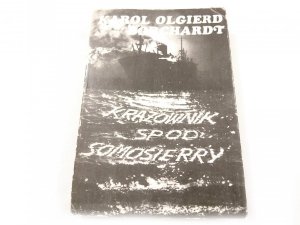 KAROL OLGIERD
BORCHARDT
KRĄŻOWNIK
SPOD
SOMOSIERRY